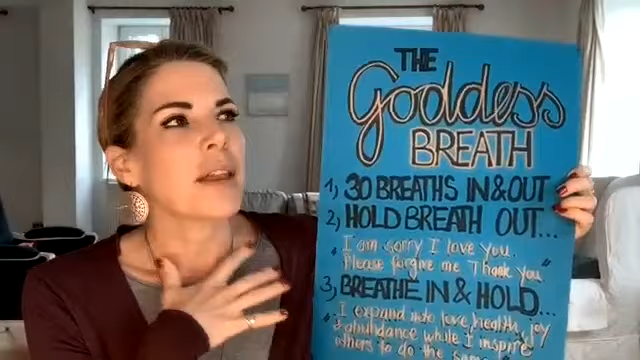 THE
Goddess
BREATH
1, 30 BREATHS IN & OUT
2, HOLD BREATH OUT...
"I am sorry I love you.
Please forgive me Thank you"
3, BREATHE IN & HOLD...
"I expand into love, health, joy
& abundance while I inspire
others to do the same